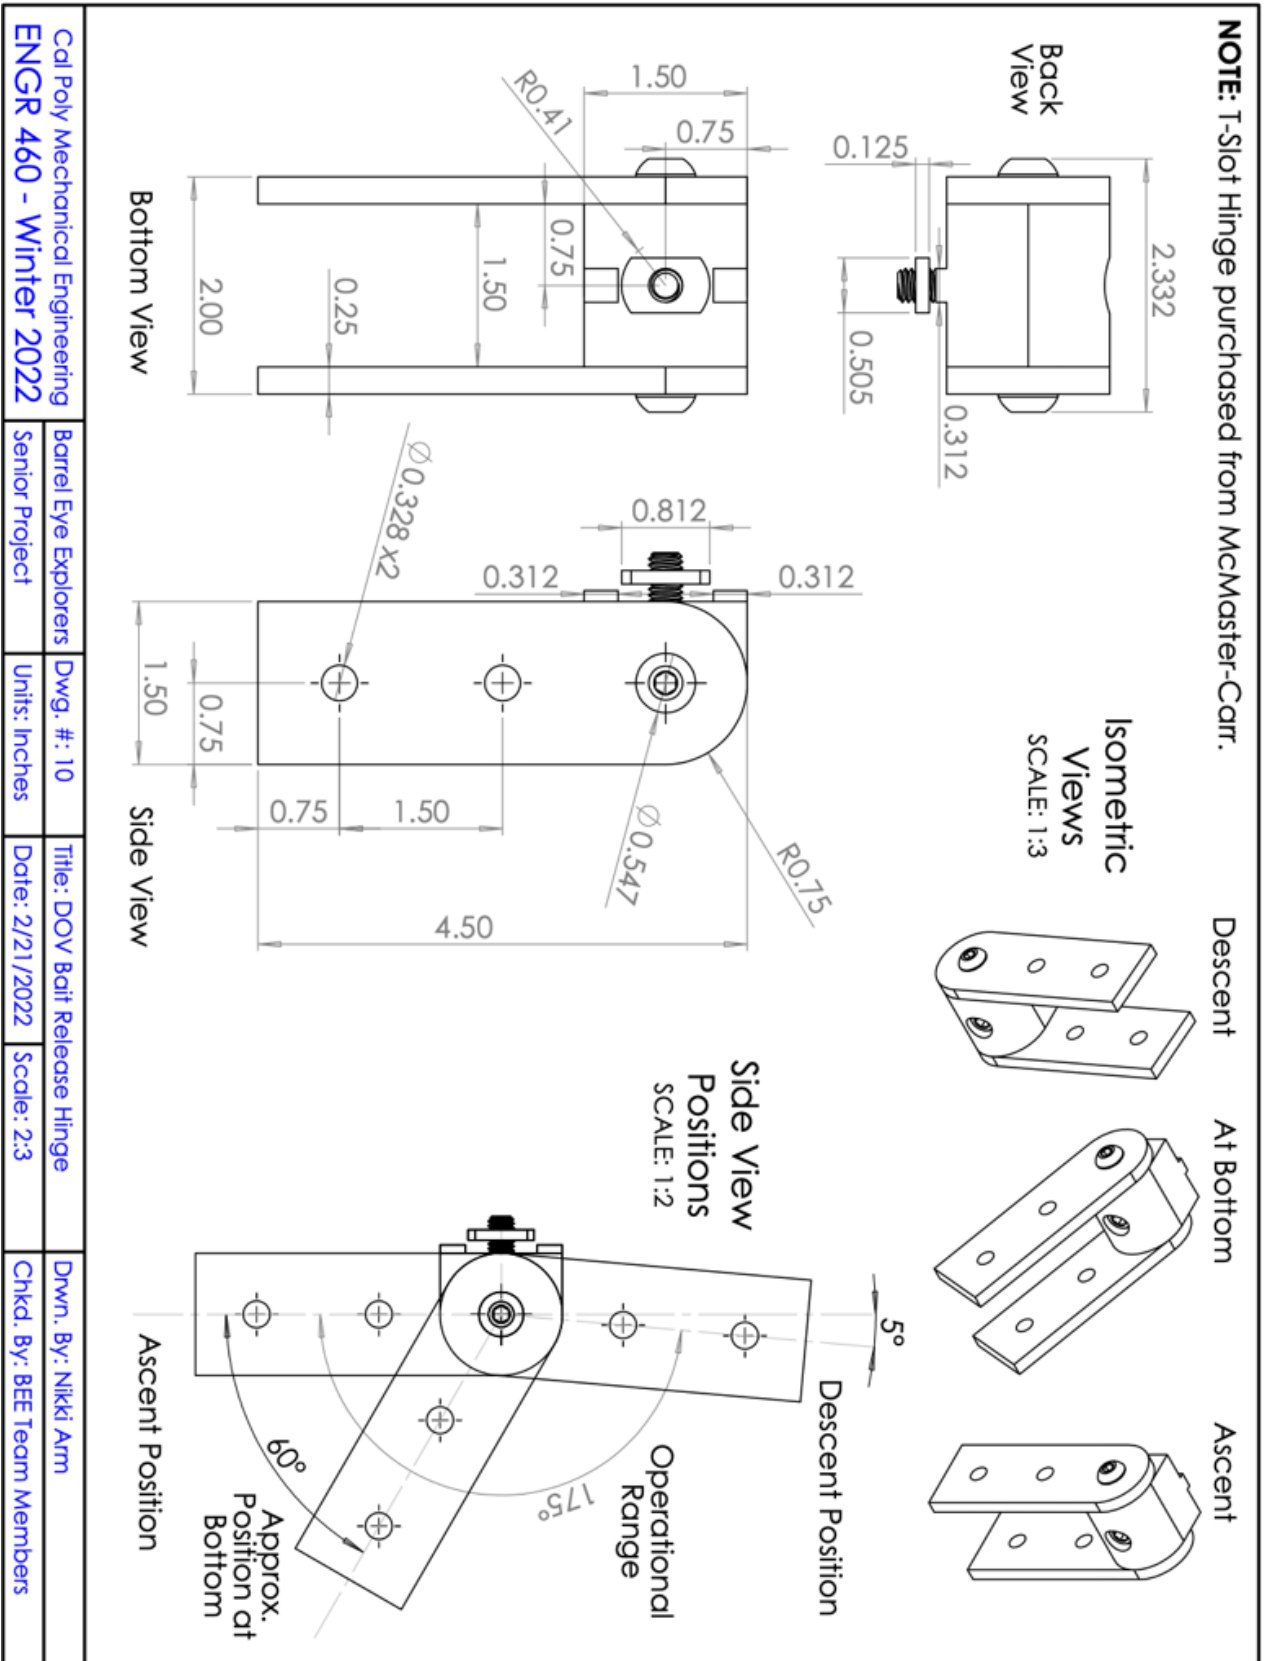 NOTE: T-Slot Hinge purchased from McMaster-Carr.
Back
View
2.332
0.125
0.505
0.312
1.50
0.75
R0.41
0.75
1.50
0.25
2.00
Bottom View
0.812
0.312
0.312
Ø0.328 x2
1.50
0.75
0.75
1.50
Ø0.547
R0.75
4.50
Side View
Isometric
Views
SCALE: 1:3
Descent
At Bottom
Ascent
Side View
Positions
SCALE: 1:2
5°
Descent Position
Operational
Range
175°
60°
Approx.
Position at
Bottom
Ascent Position
Cal Poly Mechanical Engineering
ENGR 460 - Winter 2022
Barrel Eye Explorers
Senior Project
Dwg. #: 10
Units: Inches
Title: DOV Bait Release Hinge
Date: 2/21/2022
Scale: 2:3
Drwn. By: Nikki Arm
Chkd. By: BEE Team Members